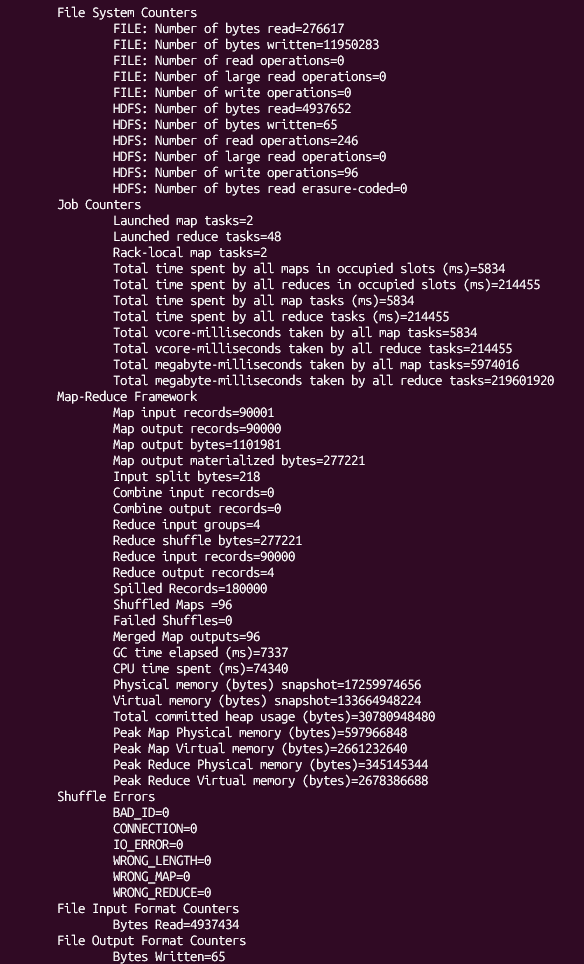 File System Counters
FILE: Number of bytes read=276617
FILE: Number of bytes written=11950283
FILE: Number of read operations=0
FILE: Number of large read operations=0
FILE: Number of write operations=0
HDFS: Number of bytes read=4937652
HDFS: Number of bytes written=65
HDFS: Number of read operations=246
HDFS: Number of large read operations=0
HDFS: Number of write operations=96
HDFS: Number of bytes read erasure-coded=0
Job Counters
Launched map tasks=2
Launched reduce tasks=48
Rack-local map tasks=2
Total time spent by all maps in occupied slots (ms)=5834
Total time spent by all reduces in occupied slots (ms)=214455
Total time spent by all map tasks (ms)=5834
Total time spent by all reduce tasks (ms)=214455
Total vcore-milliseconds taken by all map tasks=5834
Total vcore-milliseconds taken by all reduce tasks=214455
Total megabyte-milliseconds taken by all map tasks=5974016
Total megabyte-milliseconds taken by all reduce tasks=219601920
Map-Reduce Framework
Map input records=90001
Map output records=90000
Map output bytes=1101981
Map output materialized bytes=277221
Input split bytes=218
Combine input records=0
Combine output records=0
Reduce input groups=4
Reduce shuffle bytes=277221
Reduce input records=90000
Reduce output records=4
Spilled Records=180000
Shuffled Maps =96
Failed Shuffles=0
Merged Map outputs=96
GC time elapsed (ms)=7337
CPU time spent (ms)=74340
Physical memory (bytes) snapshot=17259974656
Virtual memory (bytes) snapshot=133664948224
Total committed heap usage (bytes)=30780948480
Peak Map Physical memory (bytes)=597966848
Peak Map Virtual memory (bytes)=2661232640
Peak Reduce Physical memory (bytes)=345145344
Peak Reduce Virtual memory (bytes)=2678386688
Shuffle Errors
BAD_ID=0
CONNECTION=0
IO_ERROR=0
WRONG_LENGTH=0
WRONG_MAP=0
WRONG_REDUCE=0
File Input Format Counters
Bytes Read=4937434
File Output Format Counters
Bytes Written=65